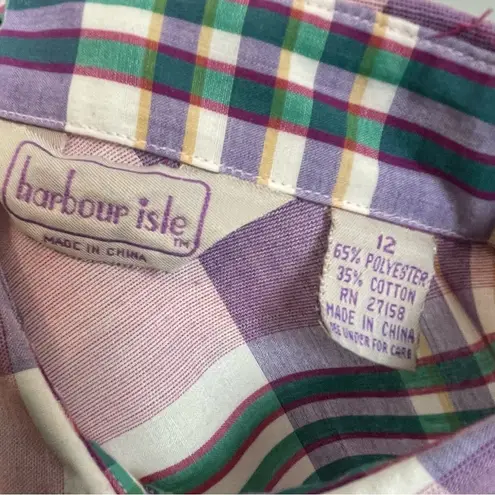 harbour isle
TM
MADE IN CHINA
12
65% POLYESTER
35% COTTON
RN 27158
MADE IN CHINA
SEE UNDER FOR CARE